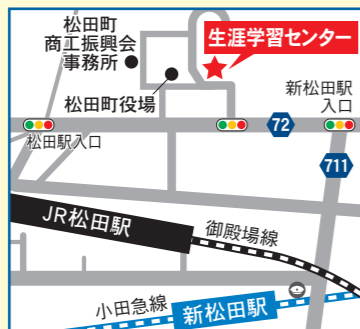 松田町
商工振興会
事務所
生涯学習センター
松田町役場
新松田駅
入口
松田駅入口
72
711
JR松田駅
御殿場線
小田急線
新松田駅